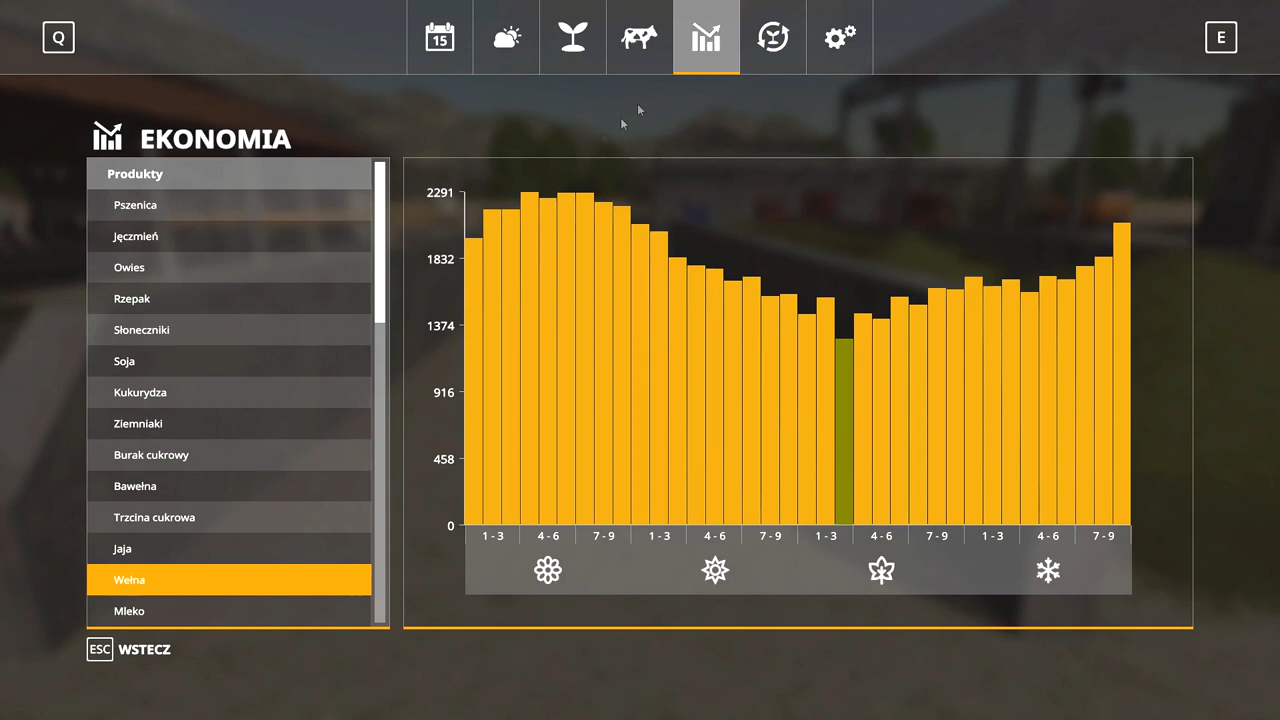 Q
15
E
EKONOMIA
Produkty
Pszenica
Jęczmień
Owies
Rzepak
Słoneczniki
Soja
Kukurydza
Ziemniaki
Burak cukrowy
Bawełna
Trzcina cukrowa
Jaja
Wełna
Mleko
2291
1832
1374
916
458
0
1 - 3 4 - 6 7 - 9 1 - 3 4 - 6 7 - 9 1 - 3 4 - 6 7 - 9 1 - 3 4 - 6 7 - 9
ESC WSTECZ